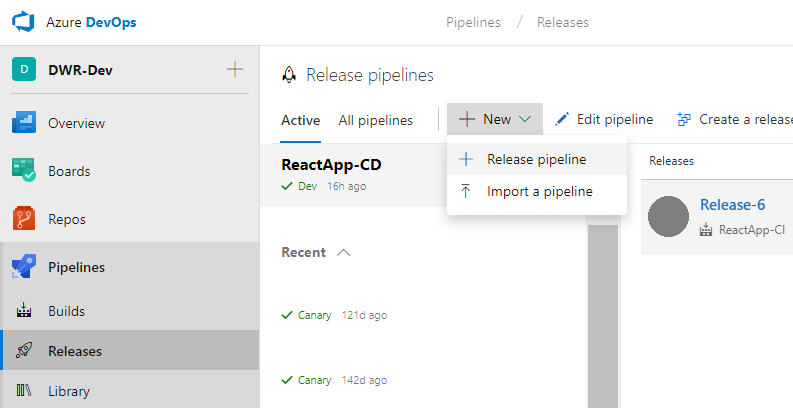 Azure DevOps
Pipelines / Releases
D DWR-Dev
Overview
Boards
Repos
Pipelines
Builds
Releases
Library
Release pipelines
Active All pipelines
New Edit pipeline Create a release
Release pipeline
Import a pipeline
ReactApp-CD
Dev 16h ago
Recent
Canary 121d ago
Canary 142d ago
Releases
Release-6
ReactApp-CI